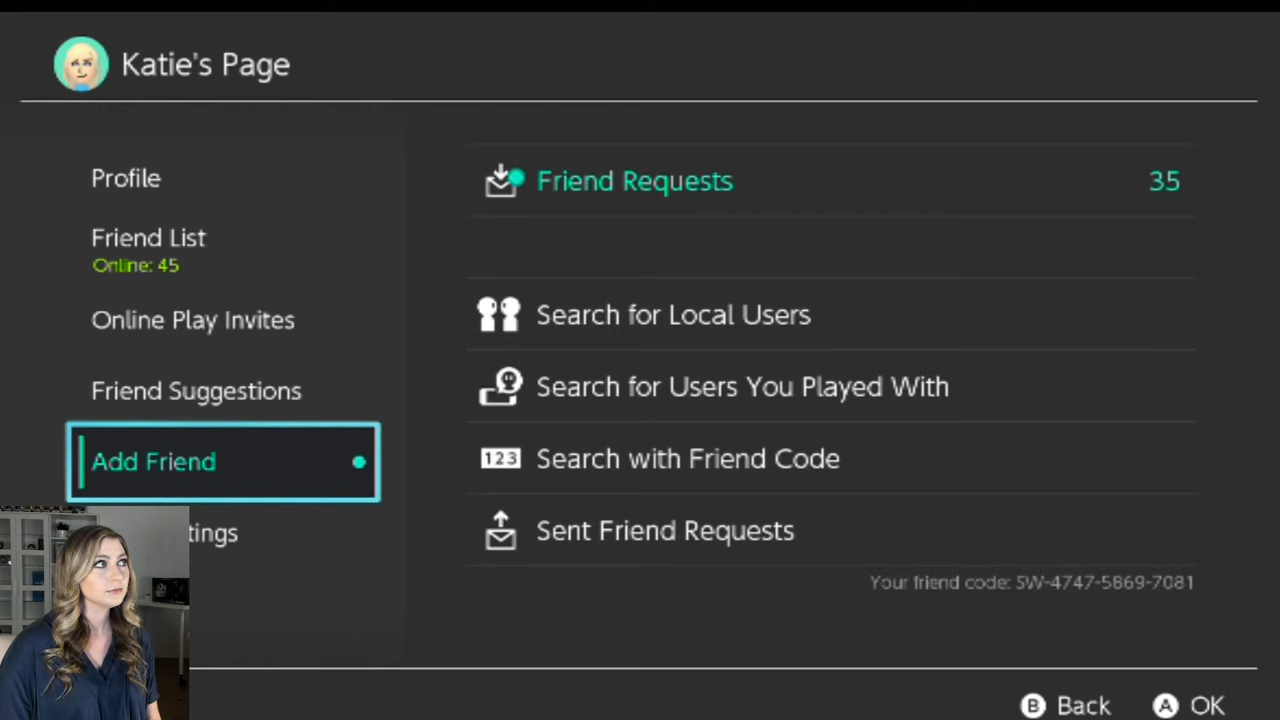 Katie's Page
Profile
Friend List
Online: 45
Online Play Invites
Friend Suggestions
Add Friend
tings
Friend Requests 35
Search for Local Users
Search for Users You Played With
123 Search with Friend Code
Sent Friend Requests
Your friend code: SW-4747-5869-7081
B Back A OK